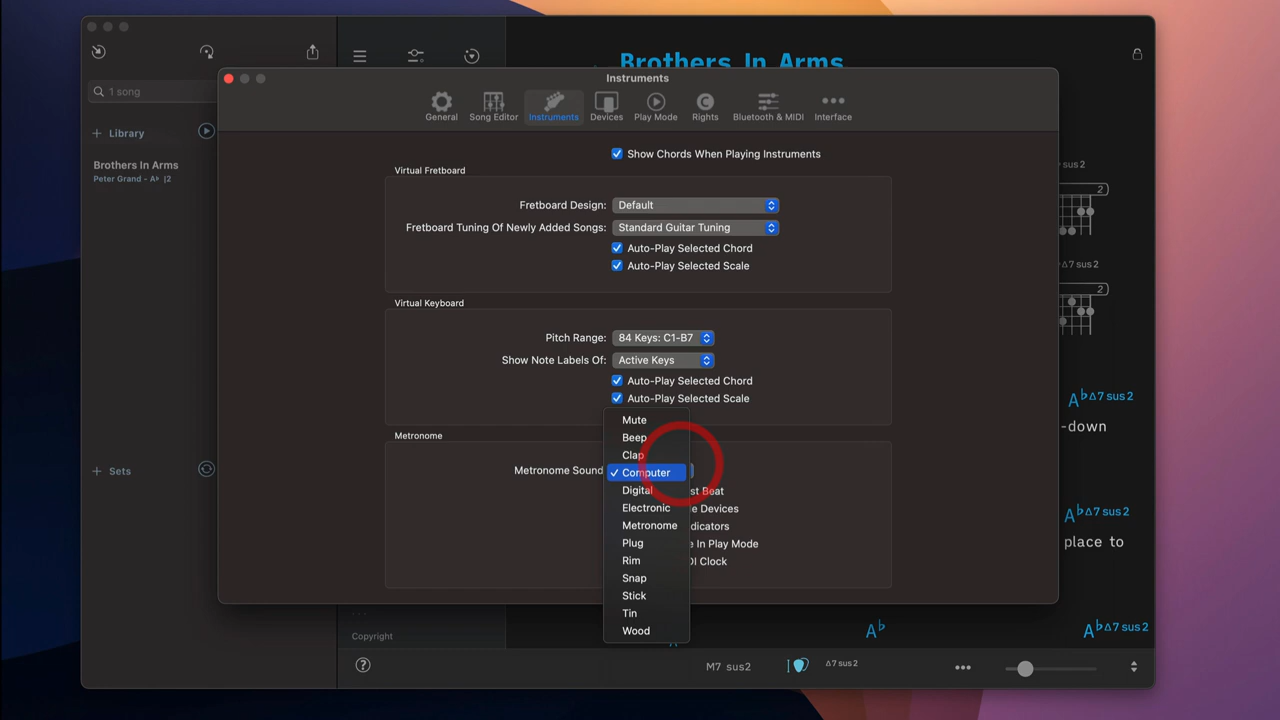 Brothers In Arms
1 song
Instruments
General
Song Editor
Instruments
Devices
Play Mode
Rights
Bluetooth & MIDI
Interface
Library
Brothers In Arms
Peter Grand - A♭ |2
Show Chords When Playing Instruments
sus 2
2
Virtual Fretboard
Fretboard Design: Default
Fretboard Tuning Of Newly Added Songs: Standard Guitar Tuning
Auto-Play Selected Chord
Auto-Play Selected Scale
Δ7 sus2
2
Virtual Keyboard
Pitch Range: 84 Keys: C1-B7
Show Note Labels Of: Active Keys
Auto-Play Selected Chord
Auto-Play Selected Scale
A♭Δ7 sus2
-down
Metronome
Metronome Sound
Mute
Beep
Clap
✓ Computer
Digital
Electronic
Metronome
Plug
Rim
Snap
Stick
Tin
Wood
st Beat
e Devices
dicators
e In Play Mode
DI Clock
Sets
A♭Δ7 sus2
place to
Copyright
A♭
A♭Δ7 sus2
?
M7 sus2
Δ7 sus2